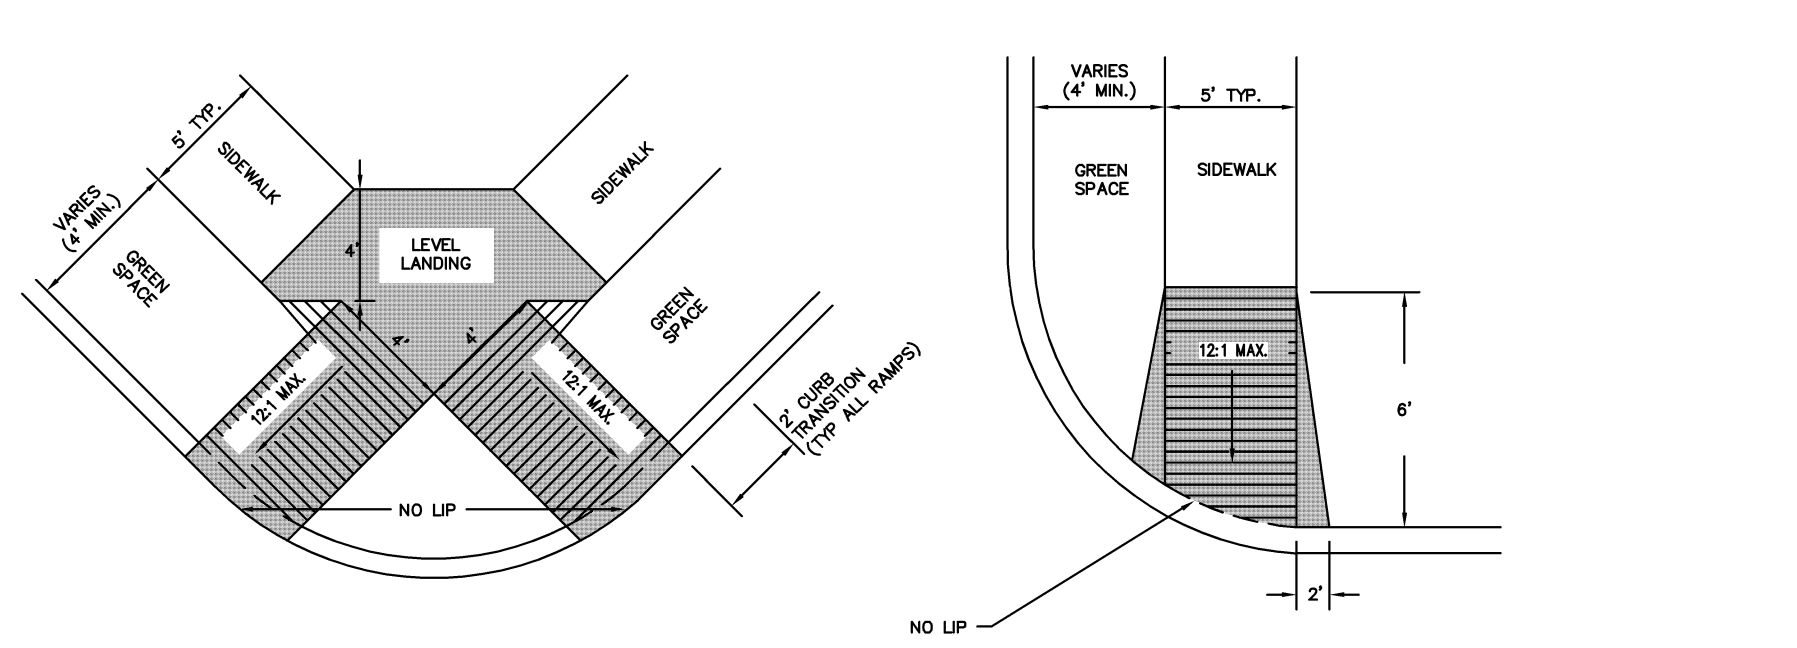 5' TYP.
SIDEWALK
VARIES
(4' MIN.)
GREEN
SPACE
4'
LEVEL
LANDING
SIDEWALK
GREEN
SPACE
4'
4'
12:1 MAX.
12:1 MAX.
2' CURB
TRANSITION
(TYP ALL RAMPS)
NO LIP
VARIES
(4' MIN.)
5' TYP.
GREEN
SPACE
SIDEWALK
12:1 MAX.
6'
2'
NO LIP